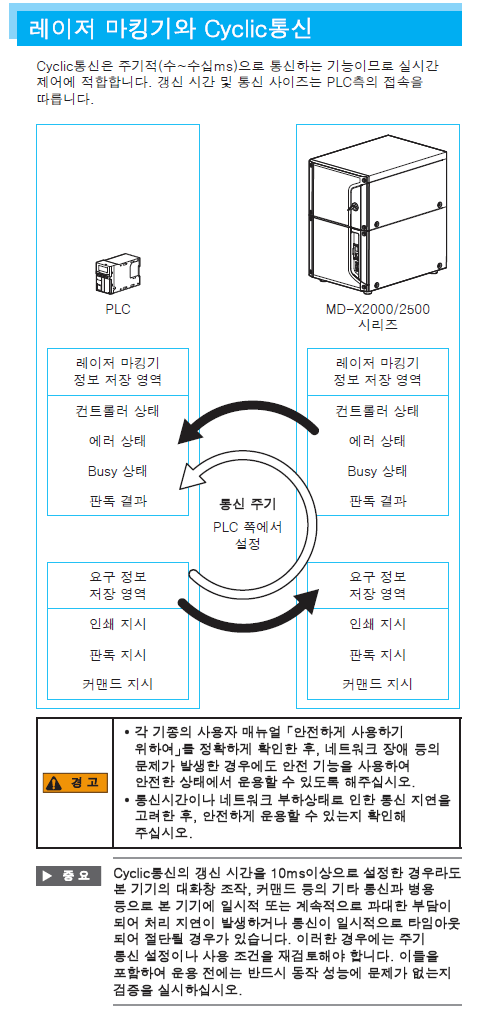 레이저 마킹기와 Cyclic통신
Cyclic통신은 주기적(수~수십ms)으로 통신하는 기능이므로 실시간
제어에 적합합니다. 갱신 시간 및 통신 사이즈는 PLC측의 접속을
따릅니다.
PLC
MD-X2000/2500
시리즈
레이저 마킹기
정보 저장 영역
컨트롤러 상태
에러 상태
Busy 상태
판독 결과
레이저 마킹기
정보 저장 영역
컨트롤러 상태
에러 상태
Busy 상태
판독 결과
통신 주기
PLC 쪽에서
설정
요구 정보
저장 영역
인쇄 지시
판독 지시
커맨드 지시
요구 정보
저장 영역
인쇄 지시
판독 지시
커맨드 지시
경 고
• 각 기종의 사용자 매뉴얼 「안전하게 사용하기
위하여」를 정확하게 확인한 후, 네트워크 장애 등의
문제가 발생한 경우에도 안전 기능을 사용하여
안전한 상태에서 운용할 수 있도록 해주십시오.
• 통신시간이나 네트워크 부하상태로 인한 통신 지연을
고려한 후, 안전하게 운용할 수 있는지 확인해
주십시오.
▶ 중 요
Cyclic통신의 갱신 시간을 10ms이상으로 설정한 경우라도
본 기기의 대화창 조작, 커맨드 등의 기타 통신과 병용
등으로 본 기기에 일시적 또는 계속적으로 과대한 부담이
되어 처리 지연이 발생하거나 통신이 일시적으로 타임아웃
되어 절단될 경우가 있습니다. 이러한 경우에는 주기
통신 설정이나 사용 조건을 재검토해야 합니다. 이들을
포함하여 운용 전에는 반드시 동작 성능에 문제가 없는지
검증을 실시하십시오.